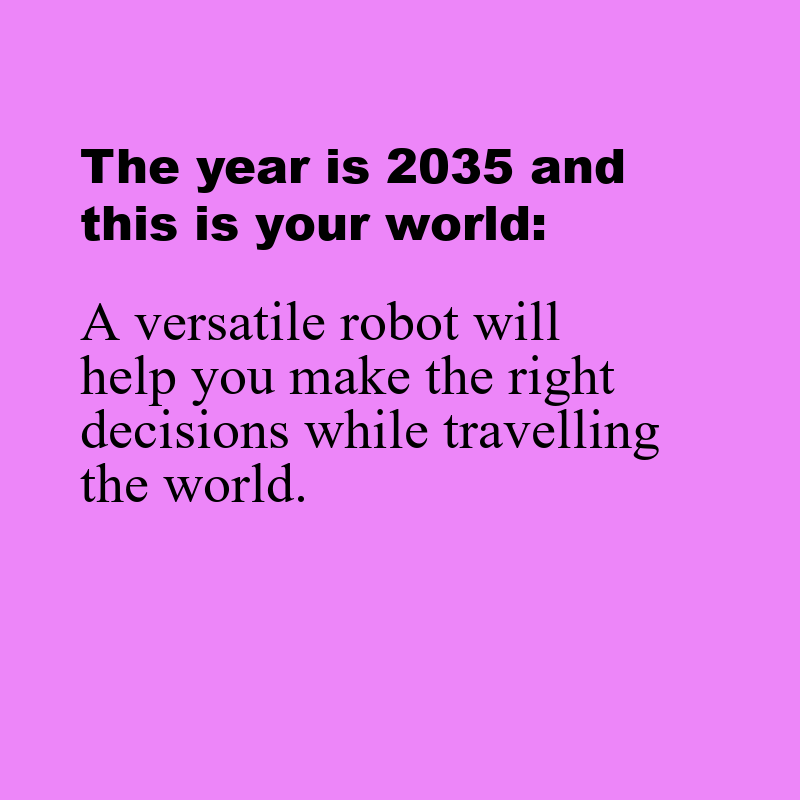 The year is 2035 and
this is your world:
A versatile robot will
help you make the right
decisions while travelling
the world.